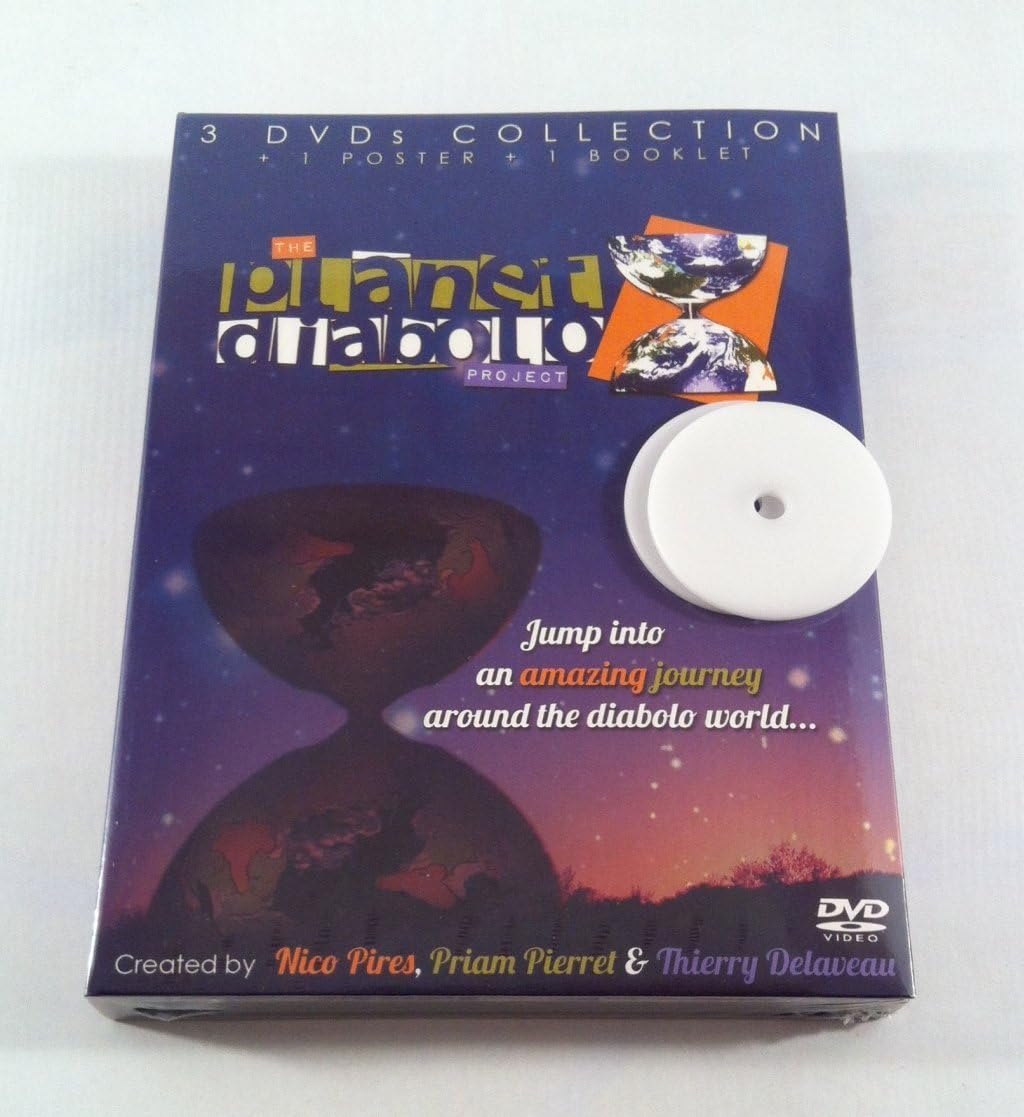 3 DVDs COLLECTION
+ 1 POSTER + 1 BOOKLET
THE
planet
diabolo
PROJECT
Jump into
an amazing journey
around the diabolo world...
DVD
VIDEO
Created by Nico Pires, Priam Pierret & Thierry Delaveau